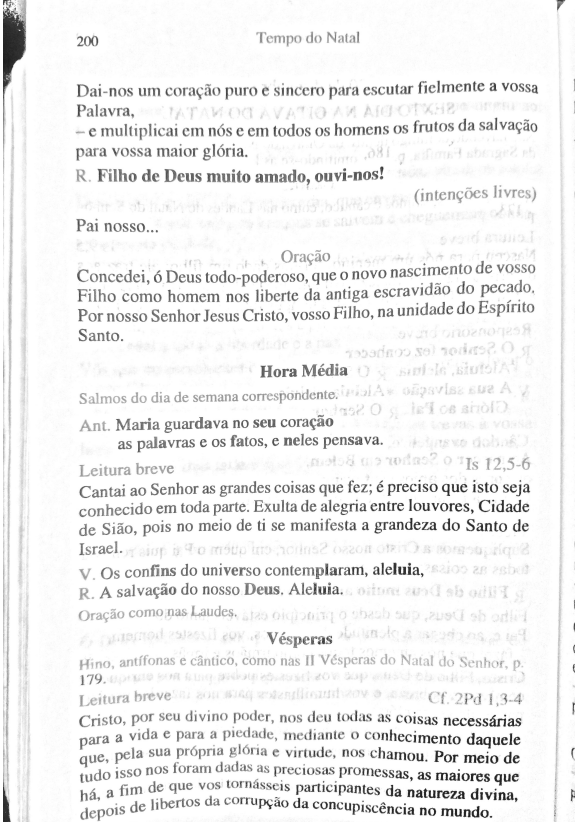 200
Tempo do Natal
Dai-nos um coração puro e sincero para escutar fielmente a vossa
Palavra,
– e multiplicai em nós e em todos os homens os frutos da salvação
para vossa maior glória.
R. Filho de Deus muito amado, ouvi-nos!
(intenções livres)
Pai nosso...
Oração
Concedei, ó Deus todo-poderoso, que o novo nascimento de vosso
Filho como homem nos liberte da antiga escravidão do pecado.
Por nosso Senhor Jesus Cristo, vosso Filho, na unidade do Espírito
Santo.
Hora Média
Salmos do dia de semana correspondente.
Ant. Maria guardava no seu coração
as palavras e os fatos, e neles pensava.
Leitura breve Is 12,5-6
Cantai ao Senhor as grandes coisas que fez; é preciso que isto seja
conhecido em toda parte. Exulta de alegria entre louvores, Cidade
de Sião, pois no meio de ti se manifesta a grandeza do Santo de
Israel.
V. Os confins do universo contemplaram, aleluia,
R. A salvação do nosso Deus. Aleluia.
Oração como nas Laudes.
Vésperas
Hino, antífonas e cântico, como nas II Vésperas do Natal do Senhor, p.
179.
Leitura breve Cf. 2Pd 1,3-4
Cristo, por seu divino poder, nos deu todas as coisas necessárias
para a vida e para a piedade, mediante o conhecimento daquele
que, pela sua própria glória e virtude, nos chamou. Por meio de
tudo isso nos foram dadas as preciosas promessas, as maiores que
há, a fim de que vos tornásseis participantes da natureza divina,
depois de libertos da corrupção da concupiscência no mundo.